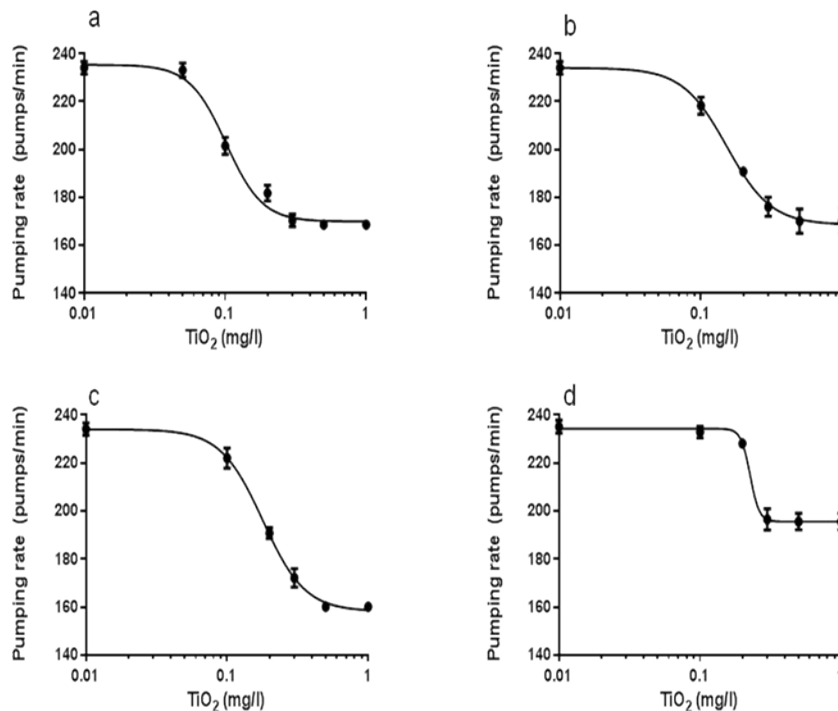 a
Pumping rate (pumps/min)
240
220
200
180
160
140
0.01
0.1
1
TiO₂ (mg/l)
b
Pumping rate (pumps/min)
240
220
200
180
160
140
0.01
0.1
TiO₂ (mg/l)
c
Pumping rate (pumps/min)
240
220
200
180
160
140
0.01
0.1
1
TiO₂ (mg/l)
d
Pumping rate (pumps/min)
240
220
200
180
160
140
0.01
0.1
TiO₂ (mg/l)